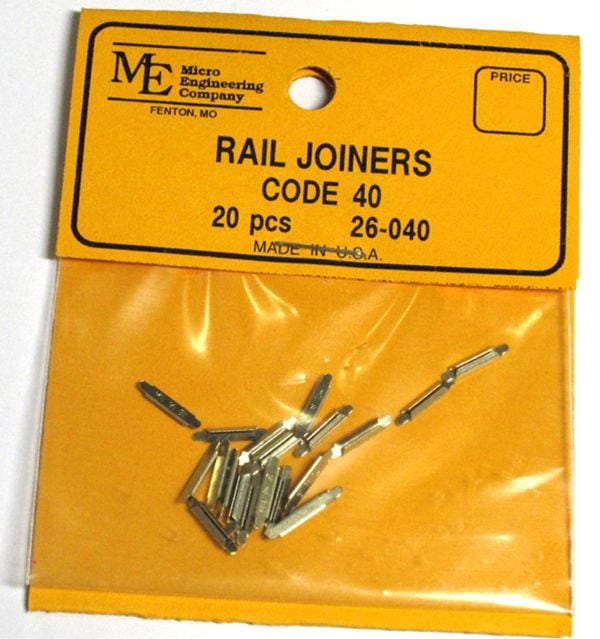 ME Micro
Engineering
Company
FENTON, MO
PRICE
RAIL JOINERS
CODE 40
20 pcs 26-040
MADE IN U.S.A.